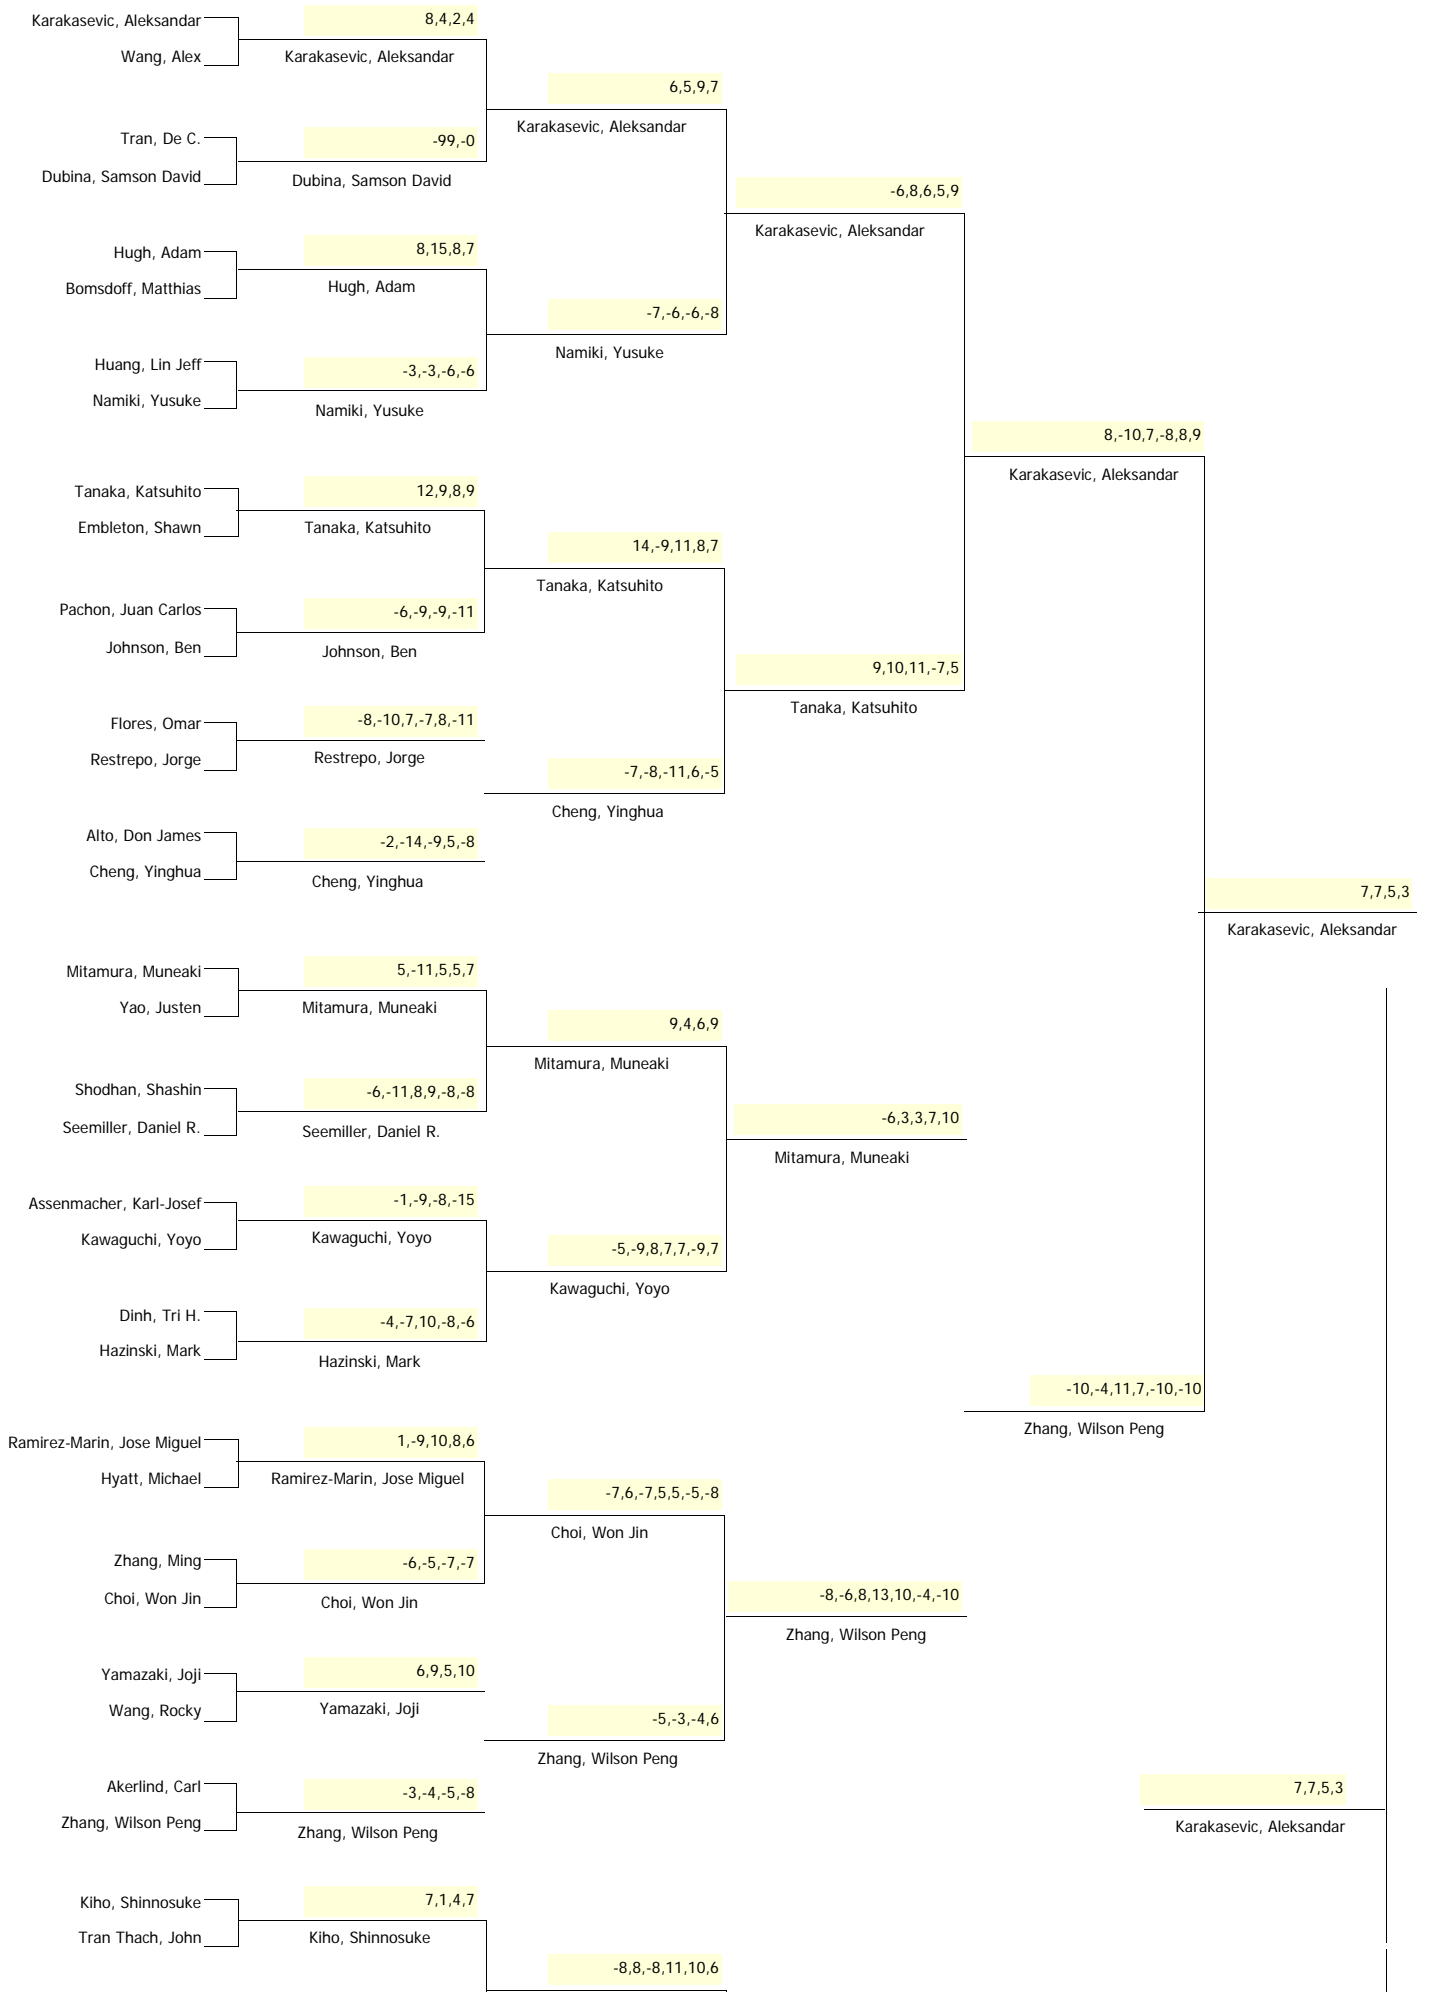 Karakasevic, Aleksandar
8,4,2,4
Wang, Alex
Karakasevic, Aleksandar
6,5,9,7
Karakasevic, Aleksandar
Tran, De C.
-99,-0
Dubina, Samson David
Dubina, Samson David
-6,8,6,5,9
Karakasevic, Aleksandar
Hugh, Adam
8,15,8,7
Bomsdoff, Matthias
Hugh, Adam
-7,-6,-6,-8
Namiki, Yusuke
Huang, Lin Jeff
-3,-3,-6,-6
Namiki, Yusuke
Namiki, Yusuke
8,-10,7,-8,8,9
Karakasevic, Aleksandar
Tanaka, Katsuhito
12,9,8,9
Embleton, Shawn
Tanaka, Katsuhito
14,-9,11,8,7
Tanaka, Katsuhito
Pachon, Juan Carlos
-6,-9,-9,-11
Johnson, Ben
Johnson, Ben
9,10,11,-7,5
Tanaka, Katsuhito
Flores, Omar
-8,-10,7,-7,8,-11
Restrepo, Jorge
Restrepo, Jorge
-7,-8,-11,6,-5
Cheng, Yinghua
Alto, Don James
-2,-14,-9,5,-8
Cheng, Yinghua
Cheng, Yinghua
7,7,5,3
Karakasevic, Aleksandar
Mitamura, Muneaki
5,-11,5,5,7
Yao, Justen
Mitamura, Muneaki
9,4,6,9
Mitamura, Muneaki
Shodhan, Shashin
-6,-11,8,9,-8,-8
Seemiller, Daniel R.
Seemiller, Daniel R.
-6,3,3,7,10
Mitamura, Muneaki
Assenmacher, Karl-Josef
-1,-9,-8,-15
Kawaguchi, Yoyo
Kawaguchi, Yoyo
-5,-9,8,7,7,-9,7
Kawaguchi, Yoyo
Dinh, Tri H.
-4,-7,10,-8,-6
Hazinski, Mark
Hazinski, Mark
-10,-4,11,7,-10,-10
Zhang, Wilson Peng
Ramirez-Marin, Jose Miguel
1,-9,10,8,6
Hyatt, Michael
Ramirez-Marin, Jose Miguel
-7,6,-7,5,5,-5,-8
Choi, Won Jin
Zhang, Ming
-6,-5,-7,-7
Choi, Won Jin
Choi, Won Jin
-8,-6,8,13,10,-4,-10
Zhang, Wilson Peng
Yamazaki, Joji
6,9,5,10
Wang, Rocky
Yamazaki, Joji
-5,-3,-4,6
Zhang, Wilson Peng
Akerlind, Carl
-3,-4,-5,-8
Zhang, Wilson Peng
Zhang, Wilson Peng
7,7,5,3
Karakasevic, Aleksandar
Kiho, Shinnosuke
7,1,4,7
Tran Thach, John
Kiho, Shinnosuke
-8,8,-8,11,10,6